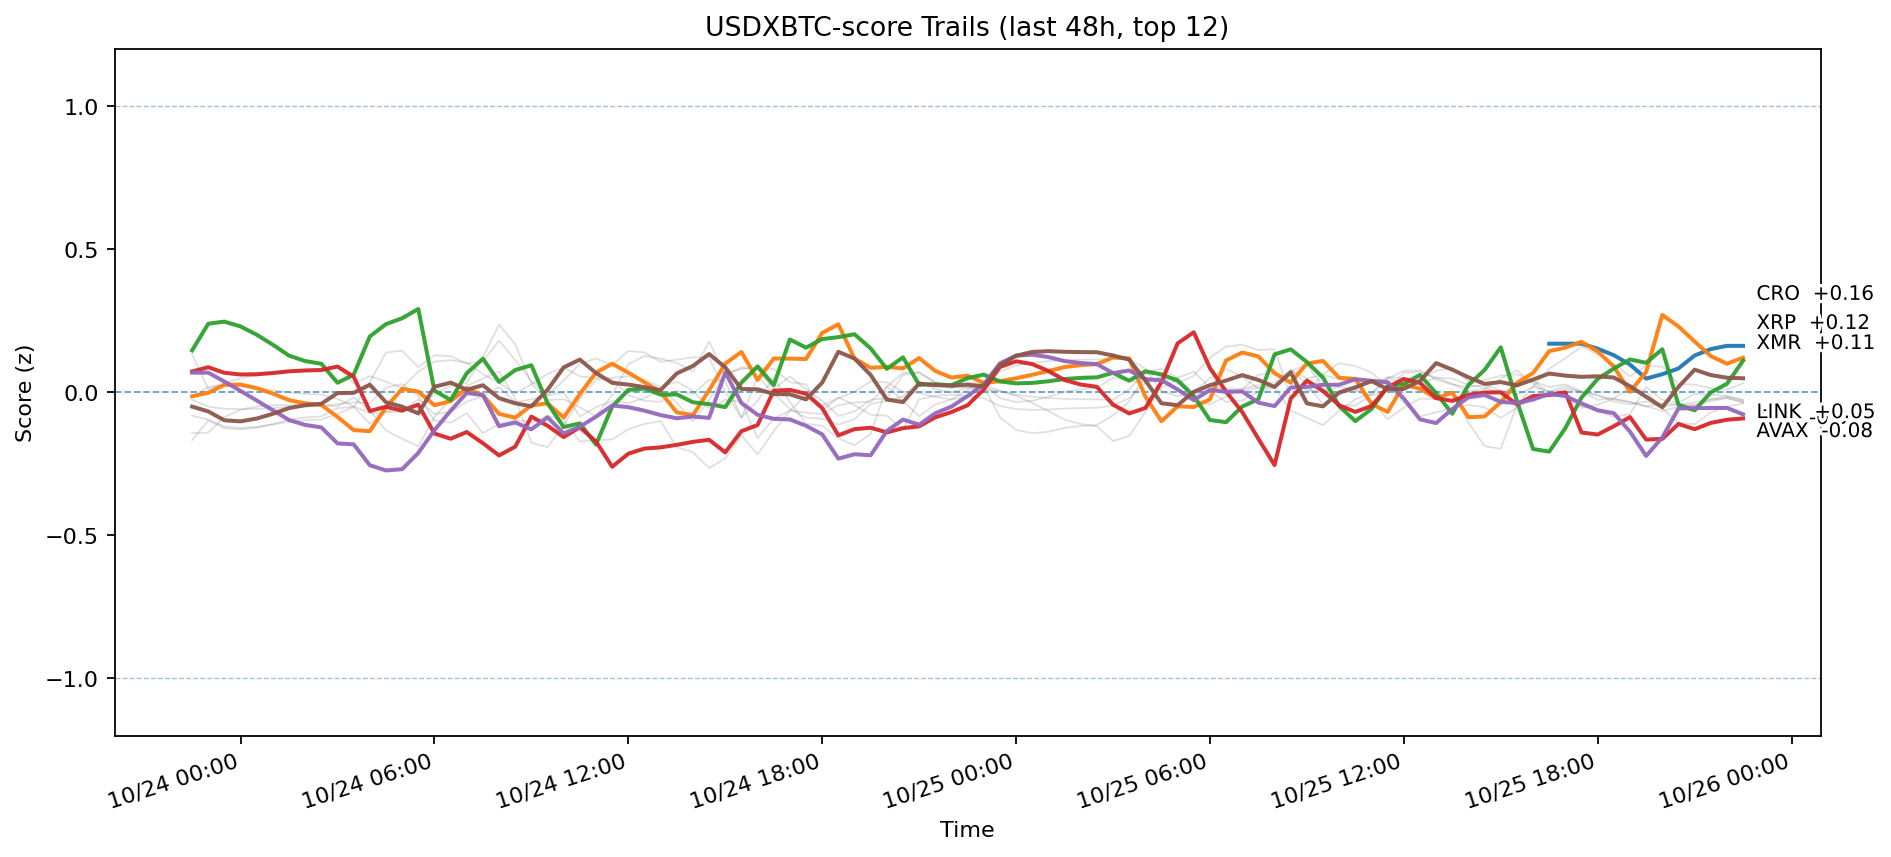 USDXBTC-score Trails (last 48h, top 12)
Score (z)
1.0
0.5
0.0
−0.5
−1.0
CRO +0.16
XRP +0.12
XMR +0.11
LINK +0.05
AVAX -0.08
10/24 00:00
10/24 06:00
10/24 12:00
10/24 18:00
10/25 00:00
10/25 06:00
10/25 12:00
10/25 18:00
10/26 00:00
Time